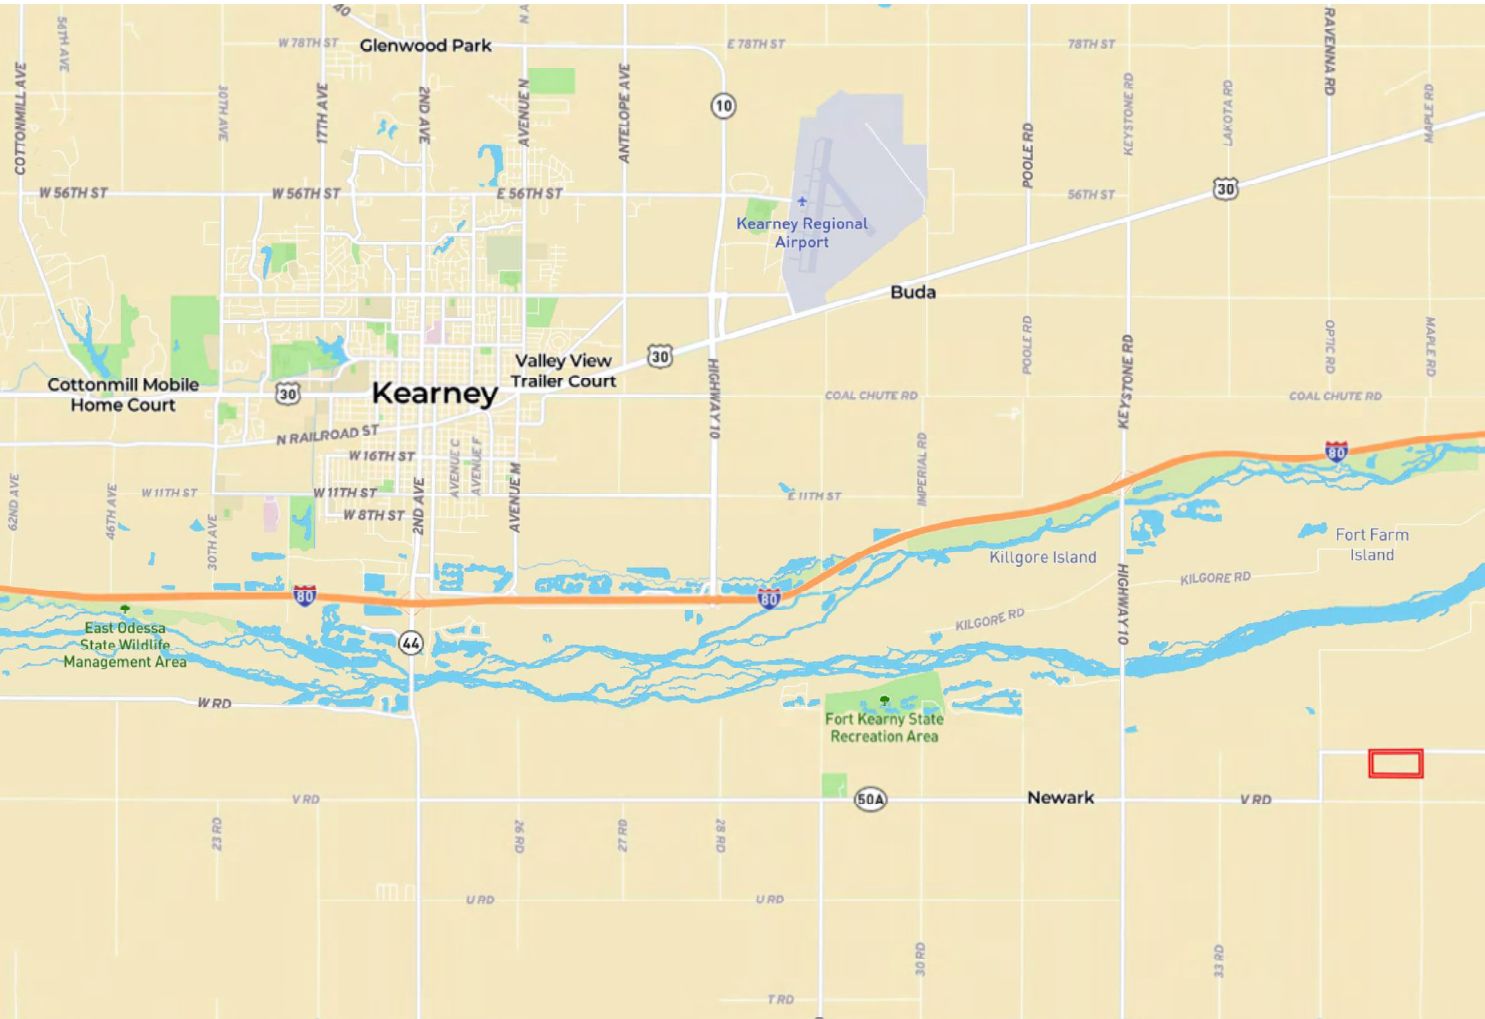 40
N A
56TH AVE
W 78TH ST
Glenwood Park
E 78TH ST
78TH ST
RAVENNA RD
COTTONMILL AVE
30TH AVE
17TH AVE
2ND AVE
AVENUE N
ANTELOPE AVE
10
POOLE RD
KEYSTONE RD
LAKOTA RD
MAPLE RD
W 56TH ST
W 56TH ST
E 56TH ST
56TH ST
30
Kearney Regional
Airport
Buda
POOLE RD
KEYSTONE RD
OPTIC RD
MAPLE RD
Valley View
Trailer Court
30
Cottonmill Mobile
Home Court
30
Kearney
HIGHWAY 10
COAL CHUTE RD
COAL CHUTE RD
N RAILROAD ST
W 16TH ST
AVENUE C
AVENUE F
IMPERIAL RD
80
62ND AVE
46TH AVE
W 11TH ST
W 11TH ST
W 8TH ST
2ND AVE
AVENUE M
E 11TH ST
30TH AVE
Killgore Island
Fort Farm
Island
HIGHWAY 10
KILGORE RD
80
80
KILGORE RD
East Odessa
State Wildlife
Management Area
44
W RD
Fort Kearny State
Recreation Area
V RD
50A
Newark
V RD
23 RD
26 RD
27 RD
28 RD
U RD
U RD
30 RD
33 RD
T RD